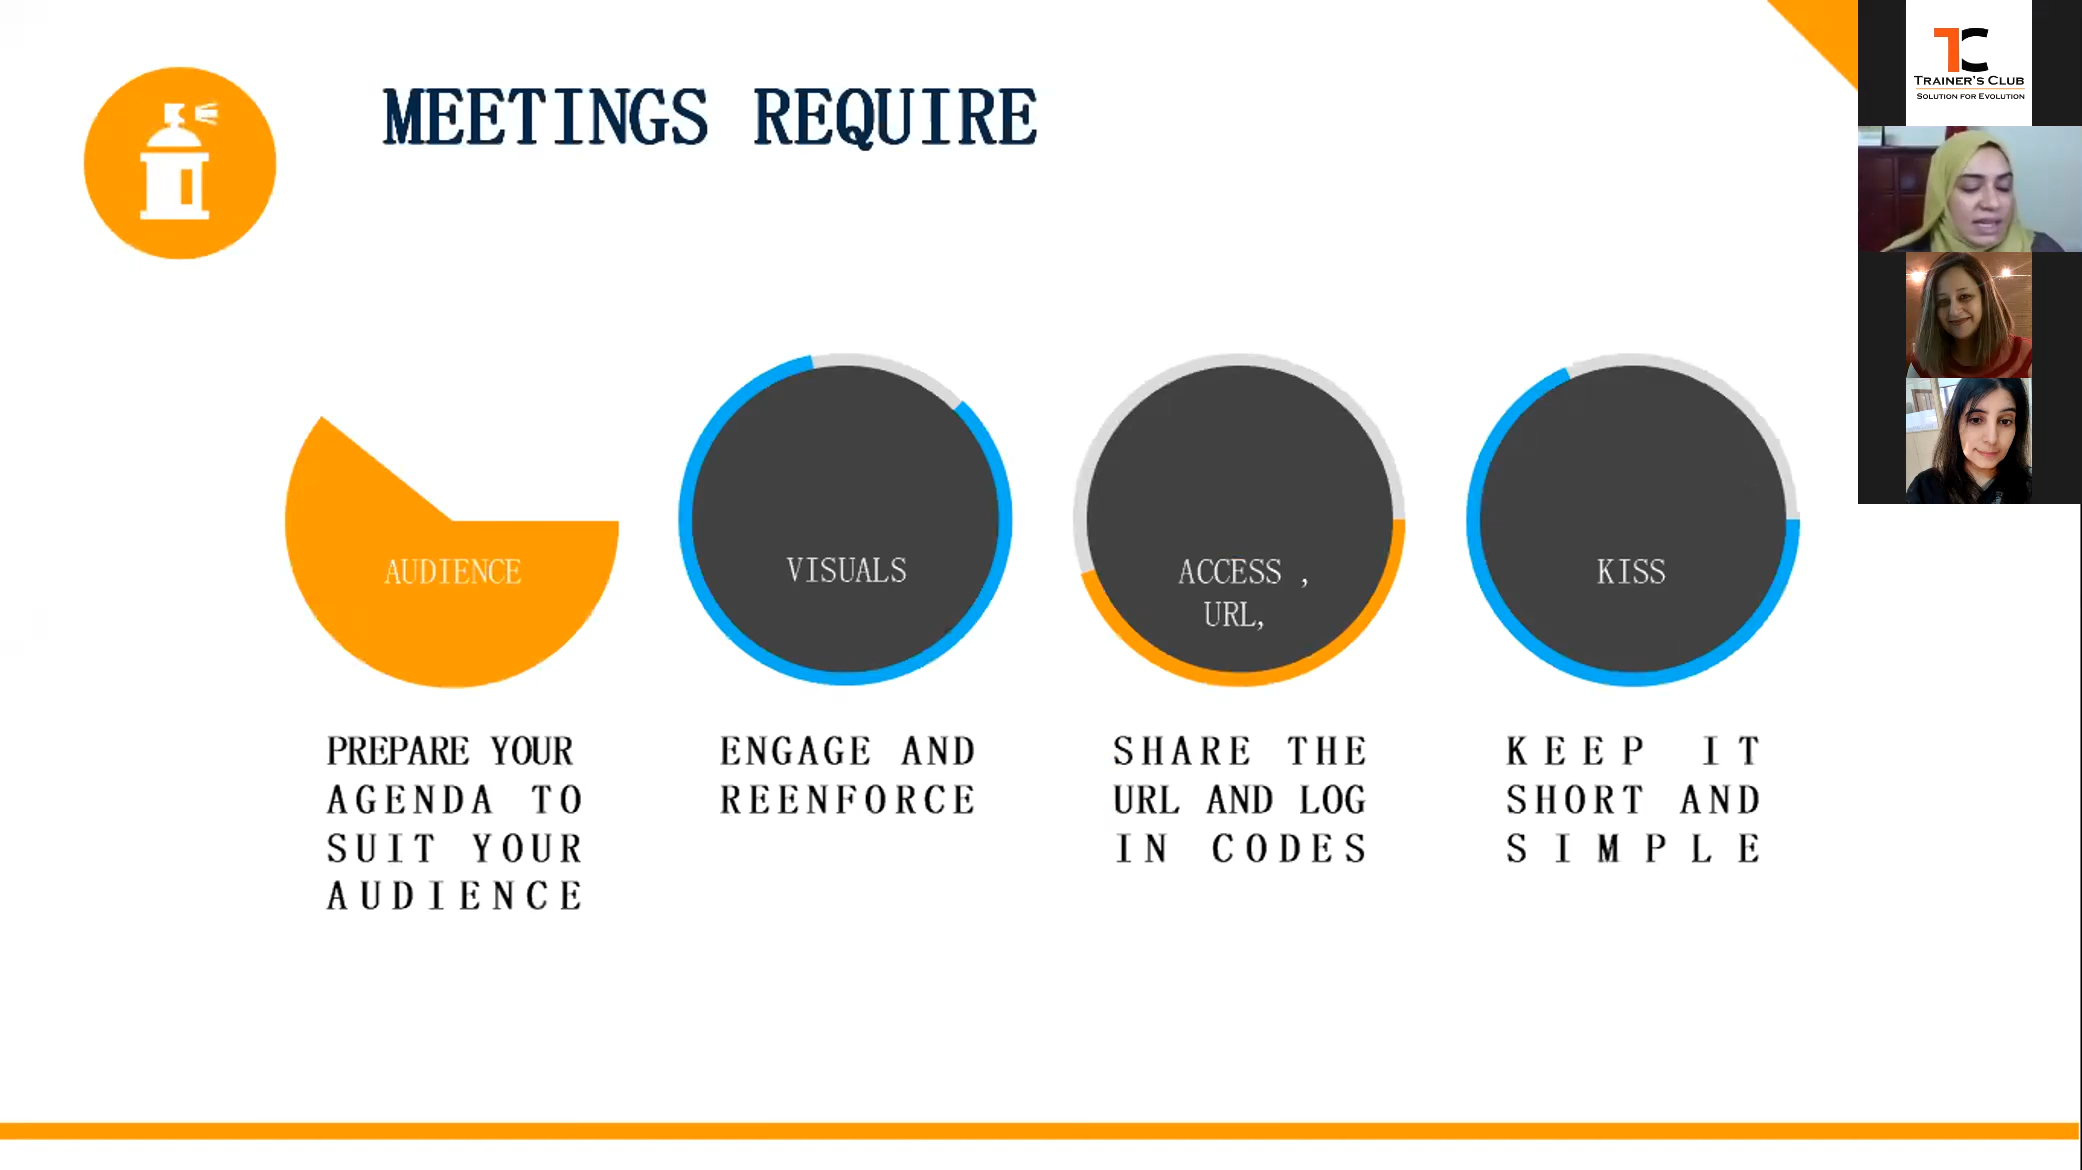 MEETINGS REQUIRE
TC
TRAINER'S CLUB
SOLUTION FOR EVOLUTION
AUDIENCE
PREPARE YOUR
AGENDA TO
SUIT YOUR
AUDIENCE
VISUALS
ENGAGE AND
REENFORCE
ACCESS ,
URL,
SHARE THE
URL AND LOG
IN CODES
KISS
KEEP IT
SHORT AND
SIMPLE